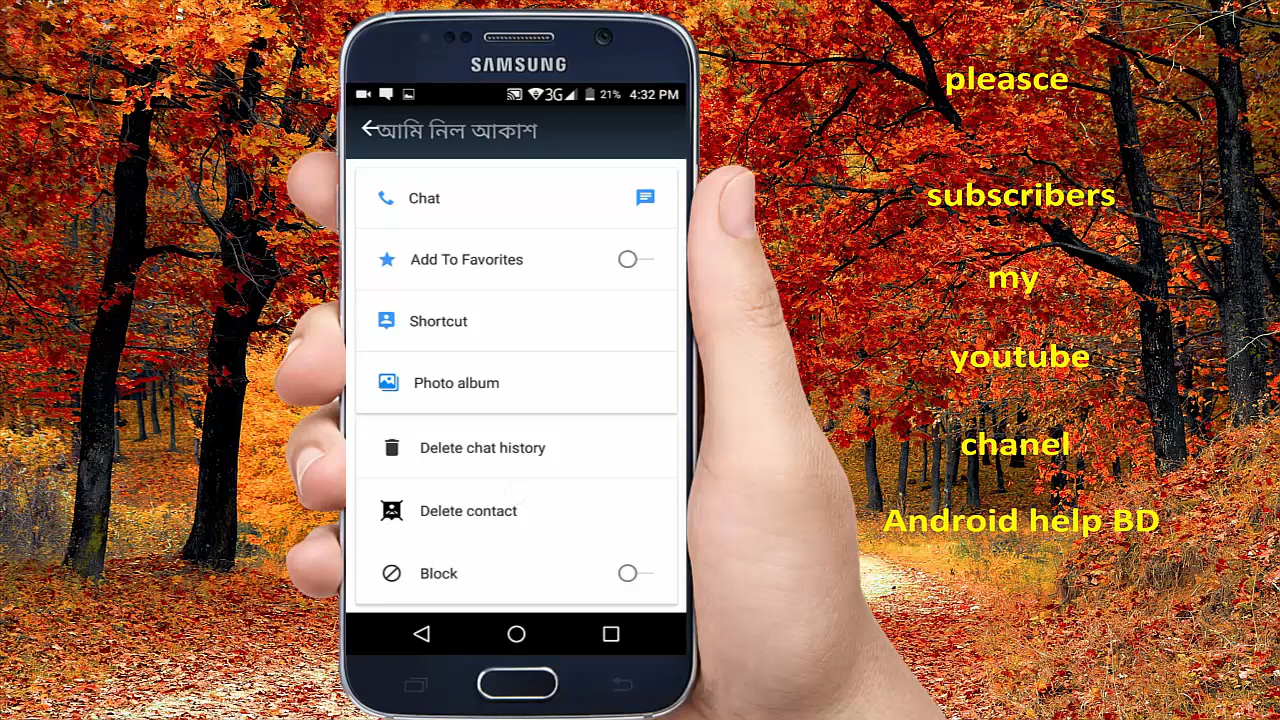 SAMSUNG
3G 21% 4:32 PM
আমি নিল আকাশ
Chat
Add To Favorites
Shortcut
Photo album
Delete chat history
Delete contact
Block
pleasce
subscribers
my
youtube
chanel
Android help BD